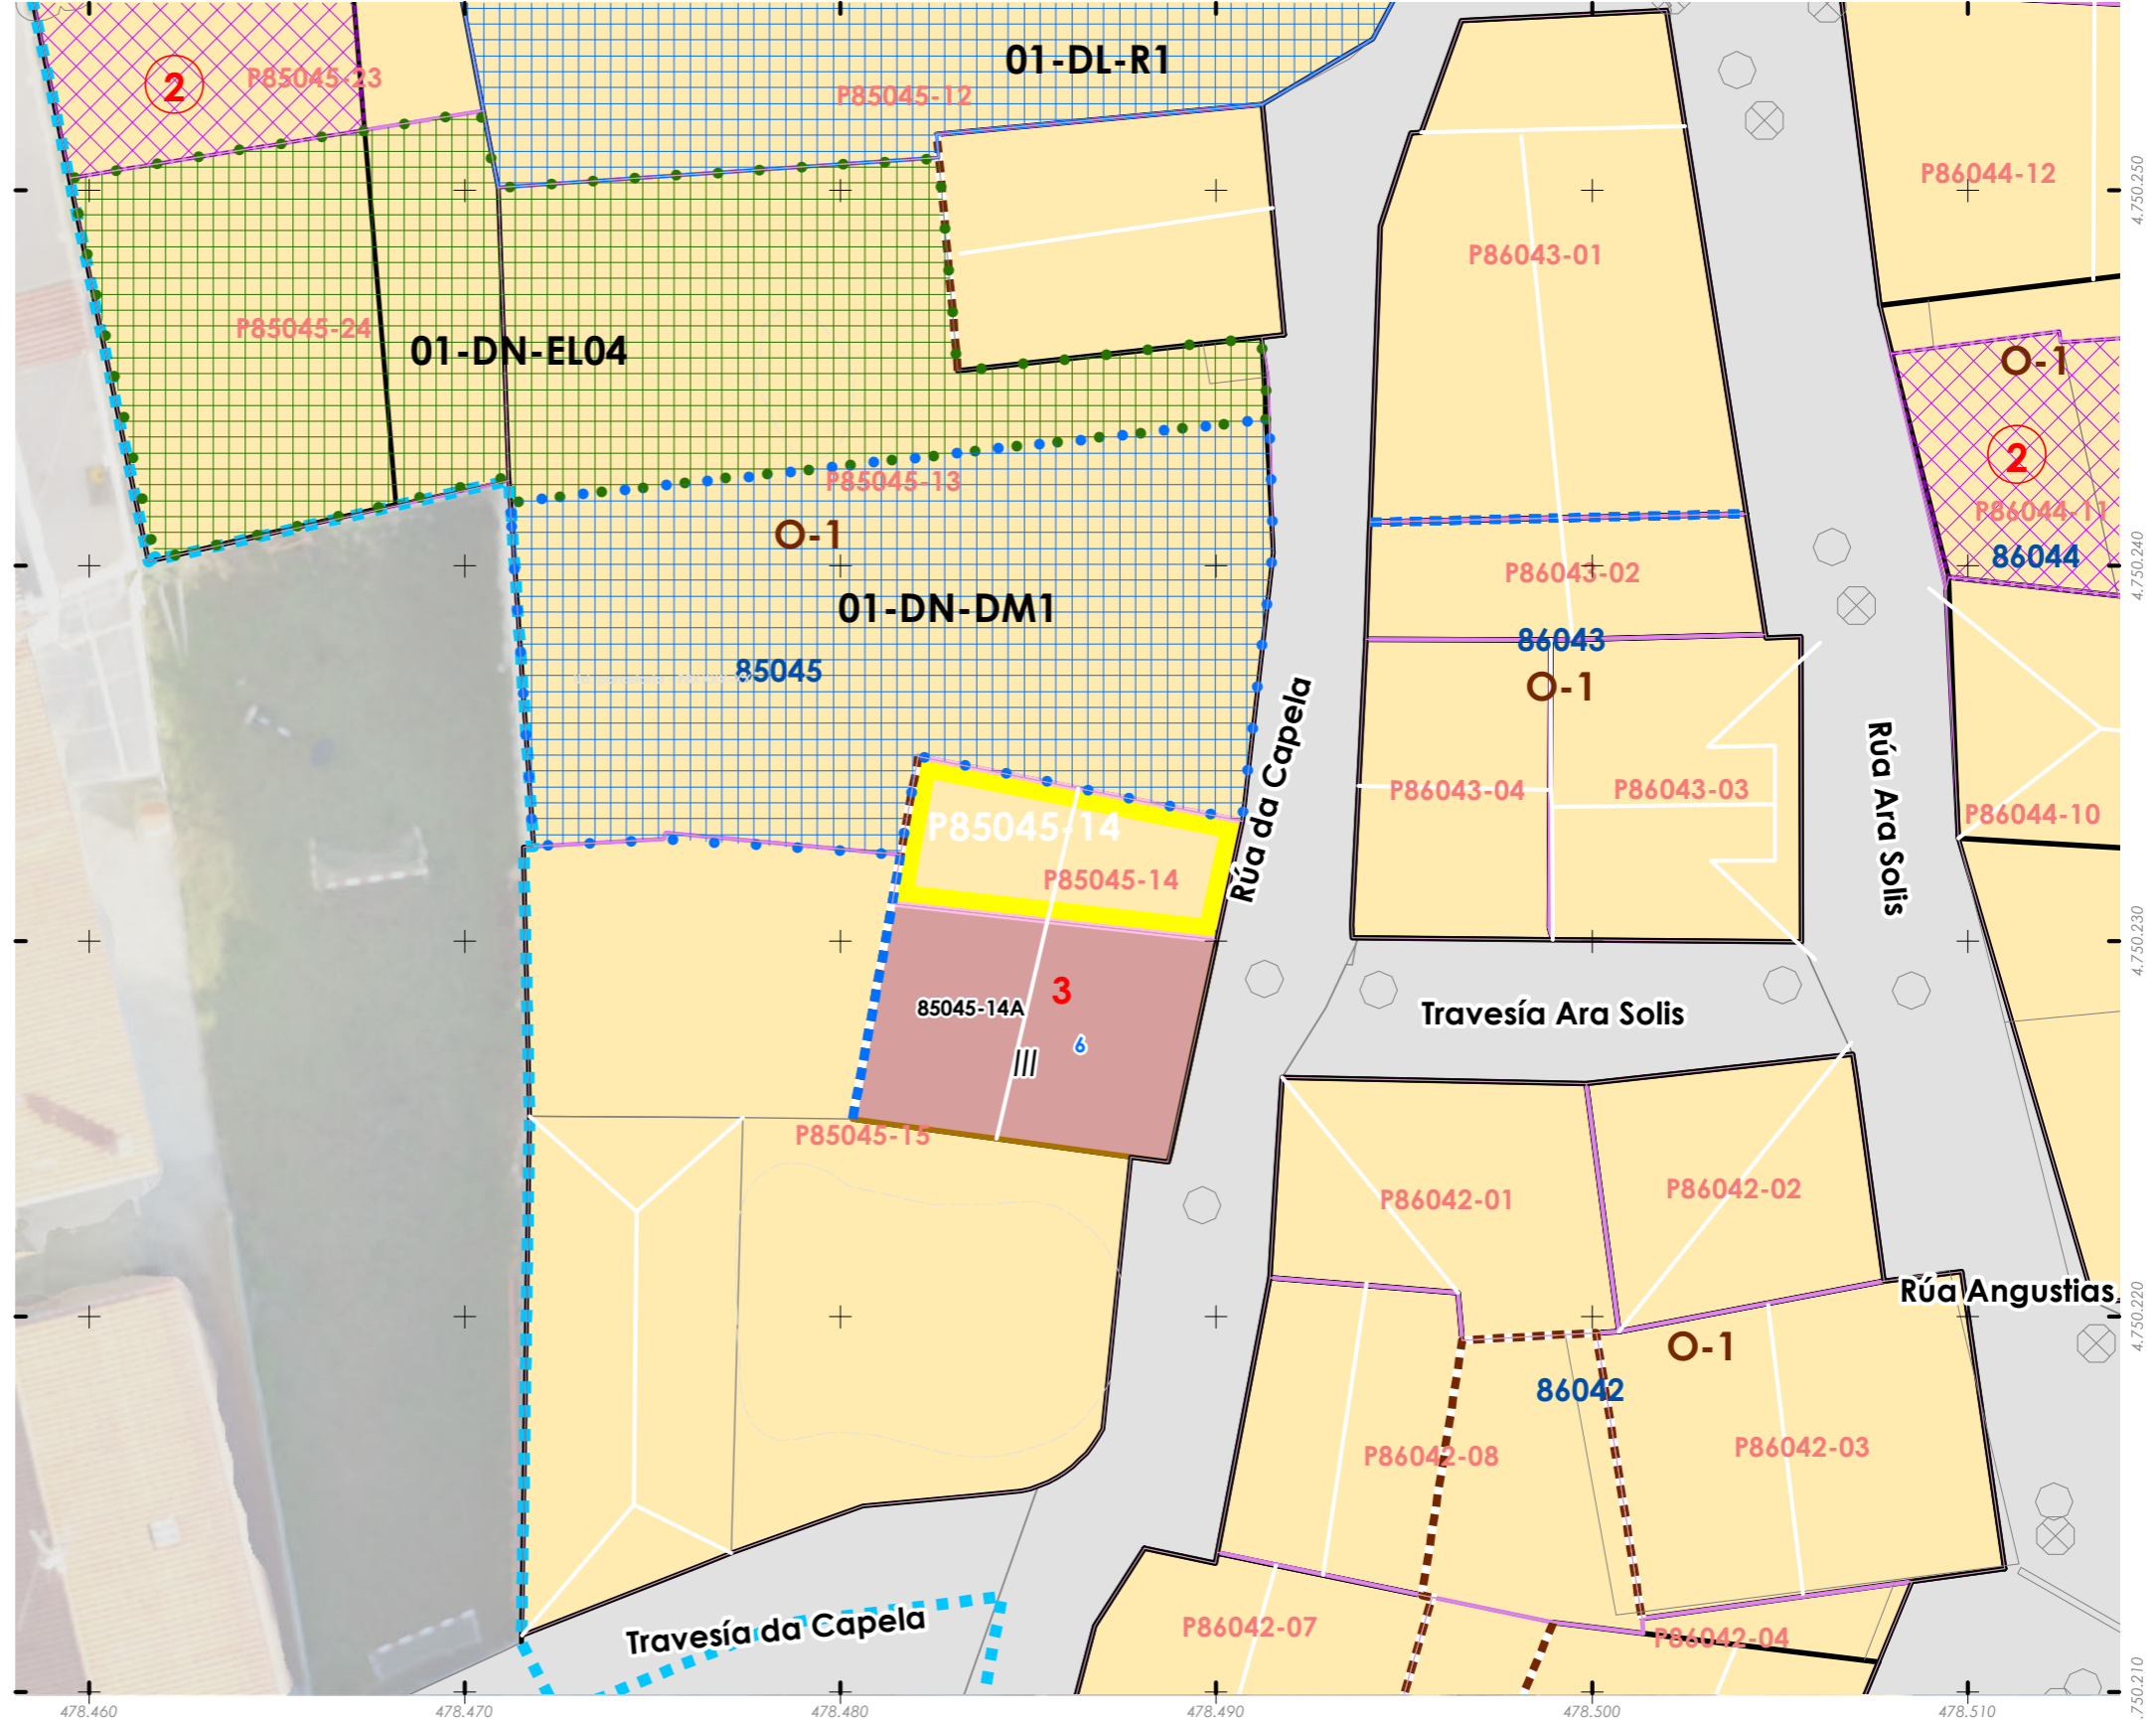 01-DL-R1
P85045-23
2
P85045-12
P86044-12
4.750.250
P86043-01
P85045-24
01-DN-EL04
O-1
2
P85045-13
P86044-11
O-1
86044
4.750.240
P86043-02
01-DN-DM1
86043
85045
O-1
Rúa da Capela
Rúa Ara Solis
P86043-04
P86043-03
P86044-10
P85045-14
P85045-14
4.750.230
3
85045-14A
Travesía Ara Solis
6
III
P85045-15
P86042-01
P86042-02
Rúa Angustias
4.750.220
O-1
86042
P86042-08
P86042-03
Travesía da Capela
P86042-07
P86042-04
.750.210
478.460
478.470
478.480
478.490
478.500
478.510